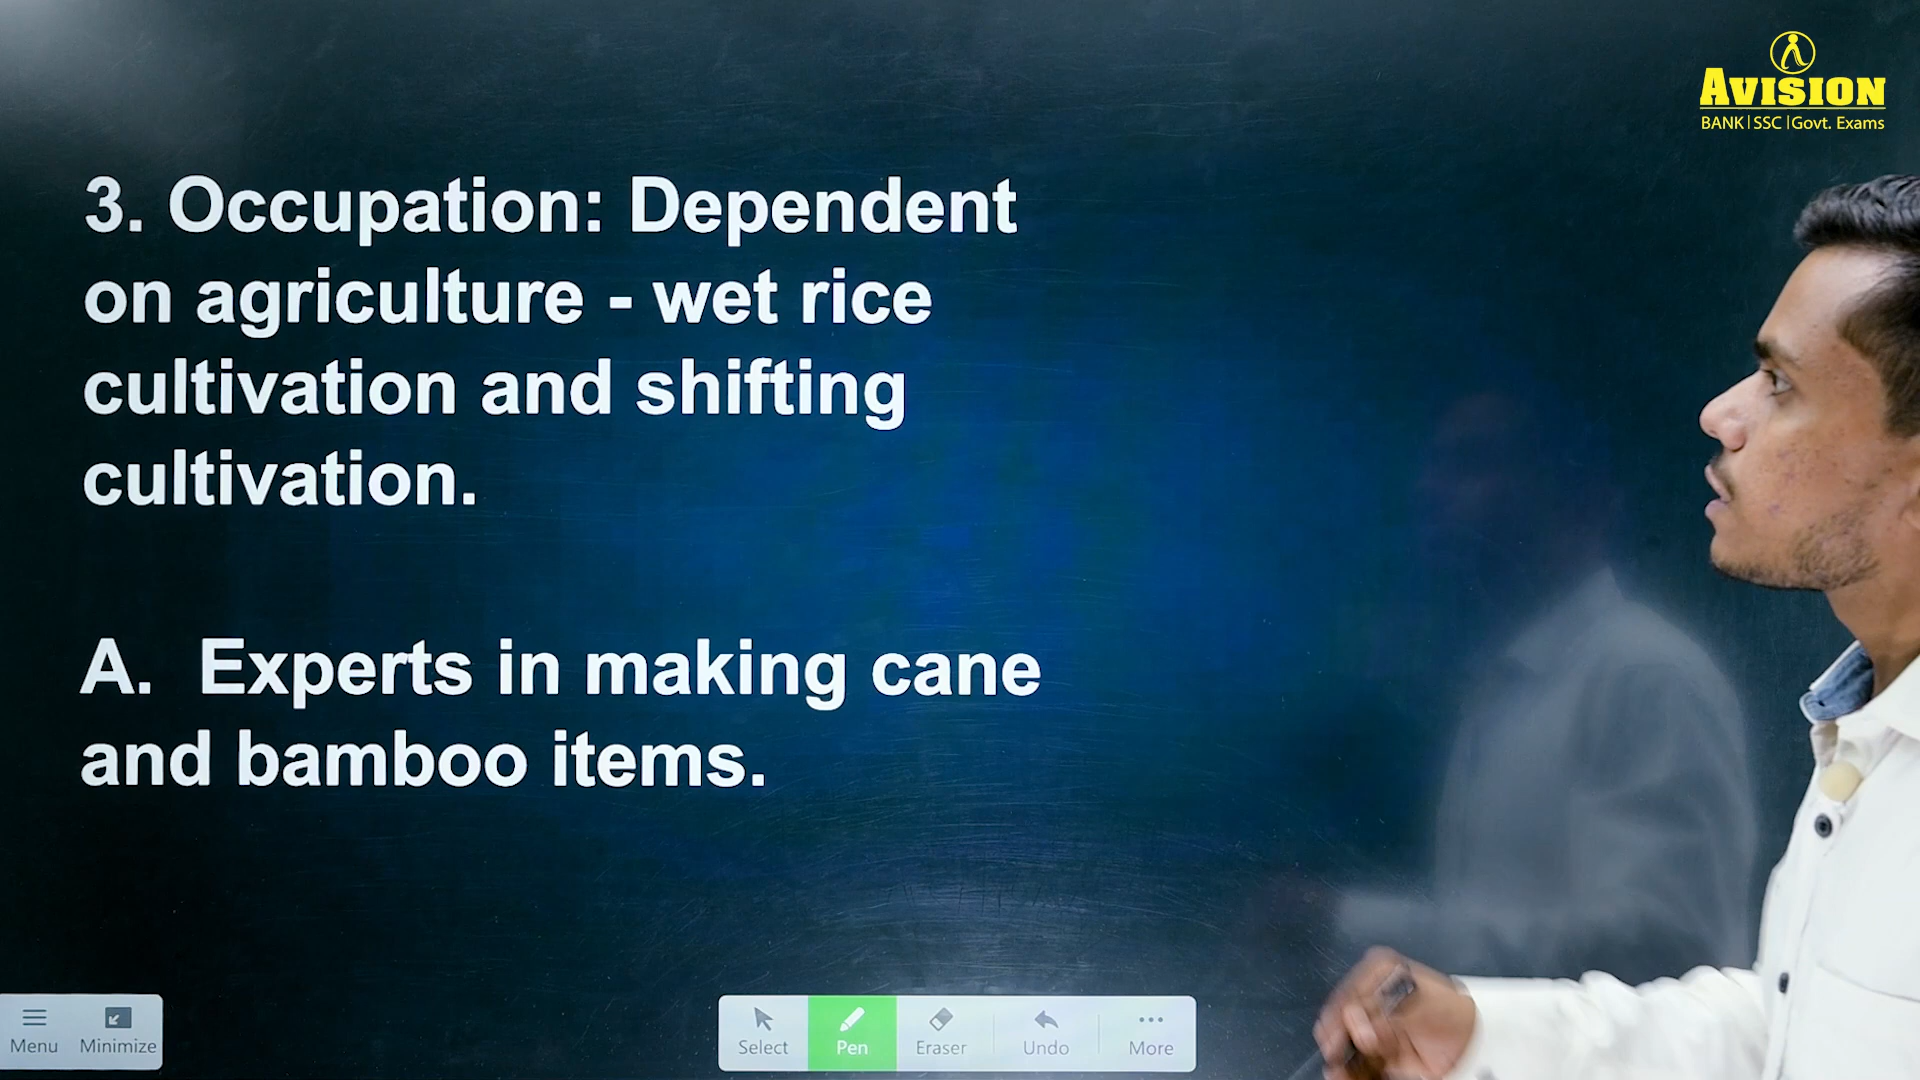 AVISION
BANK | SSC | Govt. Exams
3. Occupation: Dependent
on agriculture - wet rice
cultivation and shifting
cultivation.
A. Experts in making cane
and bamboo items.
Menu Minimize
Select Pen Eraser Undo More